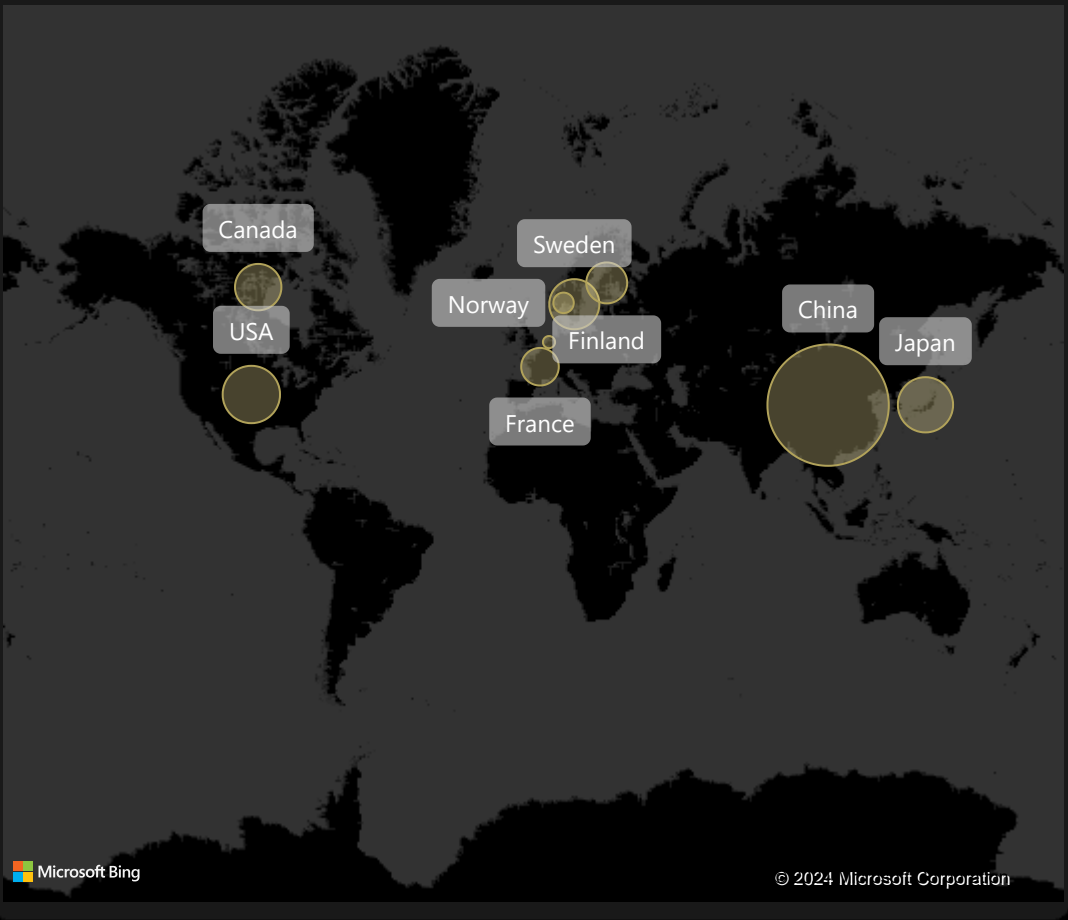 Canada
Sweden
Norway
China
USA
Finland
Japan
France
Microsoft Bing
© 2024 Microsoft Corporation